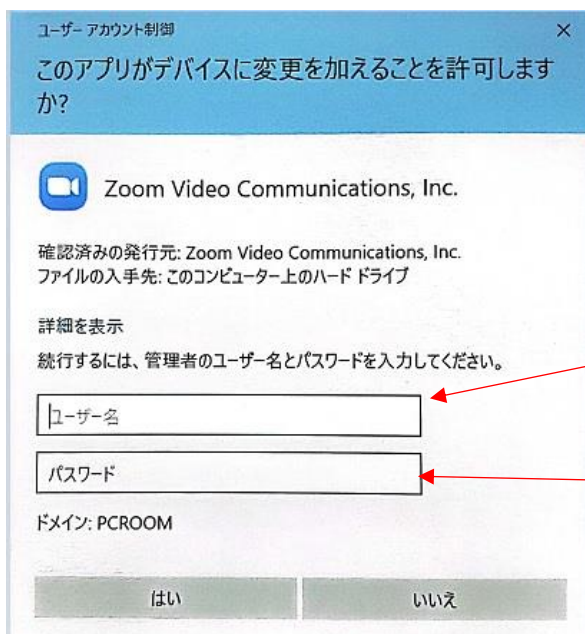 ユーザー アカウント制御
このアプリがデバイスに変更を加えることを許可します
か?
Zoom Video Communications, Inc.
確認済みの発行元: Zoom Video Communications, Inc.
ファイルの入手先: このコンピューター上のハード ドライブ
詳細を表示
続行するには、管理者のユーザー名とパスワードを入力してください。
ユーザー名
パスワード
ドメイン: PCROOM
はい
いいえ